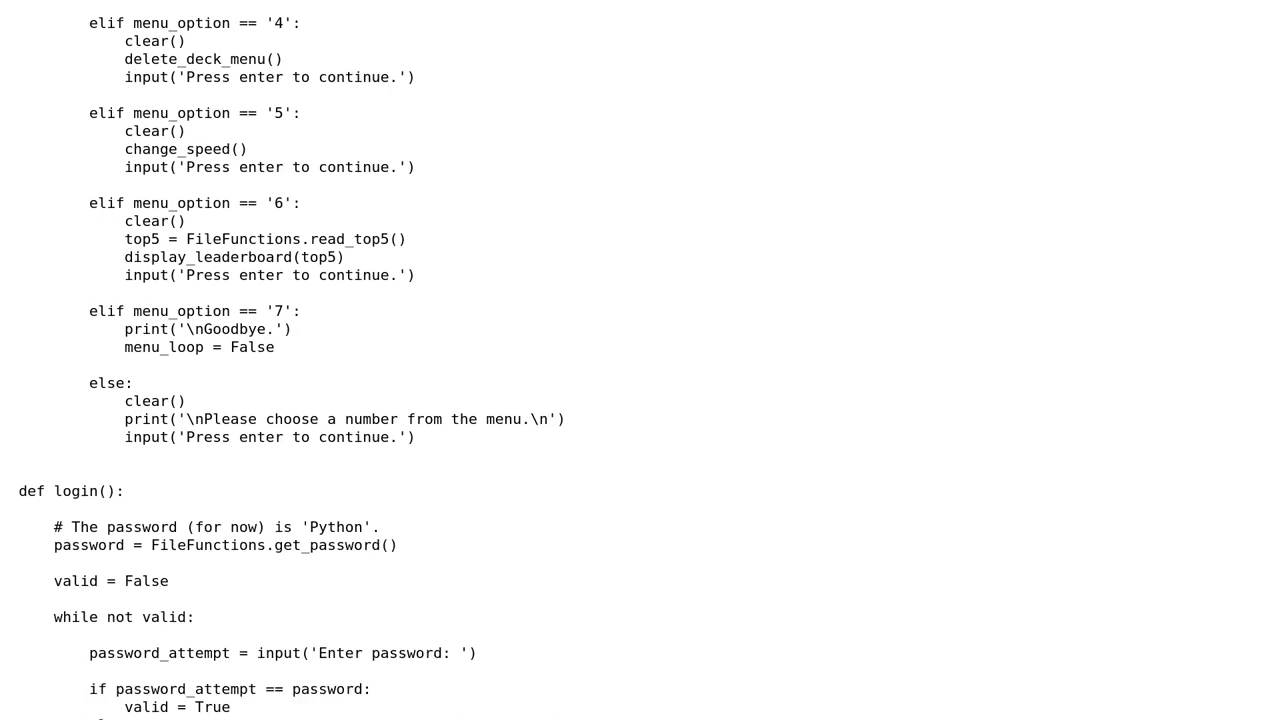 elif menu_option == '4':
clear()
delete_deck_menu()
input('Press enter to continue.')
elif menu_option == '5':
clear()
change_speed()
input('Press enter to continue.')
elif menu_option == '6':
clear()
top5 = FileFunctions.read_top5()
display_leaderboard(top5)
input('Press enter to continue.')
elif menu_option == '7':
print('\nGoodbye.')
menu_loop = False
else:
clear()
print('\nPlease choose a number from the menu.\n')
input('Press enter to continue.')
def login():
# The password (for now) is 'Python'.
password = FileFunctions.get_password()
valid = False
while not valid:
password_attempt = input('Enter password: ')
if password_attempt == password:
valid = True